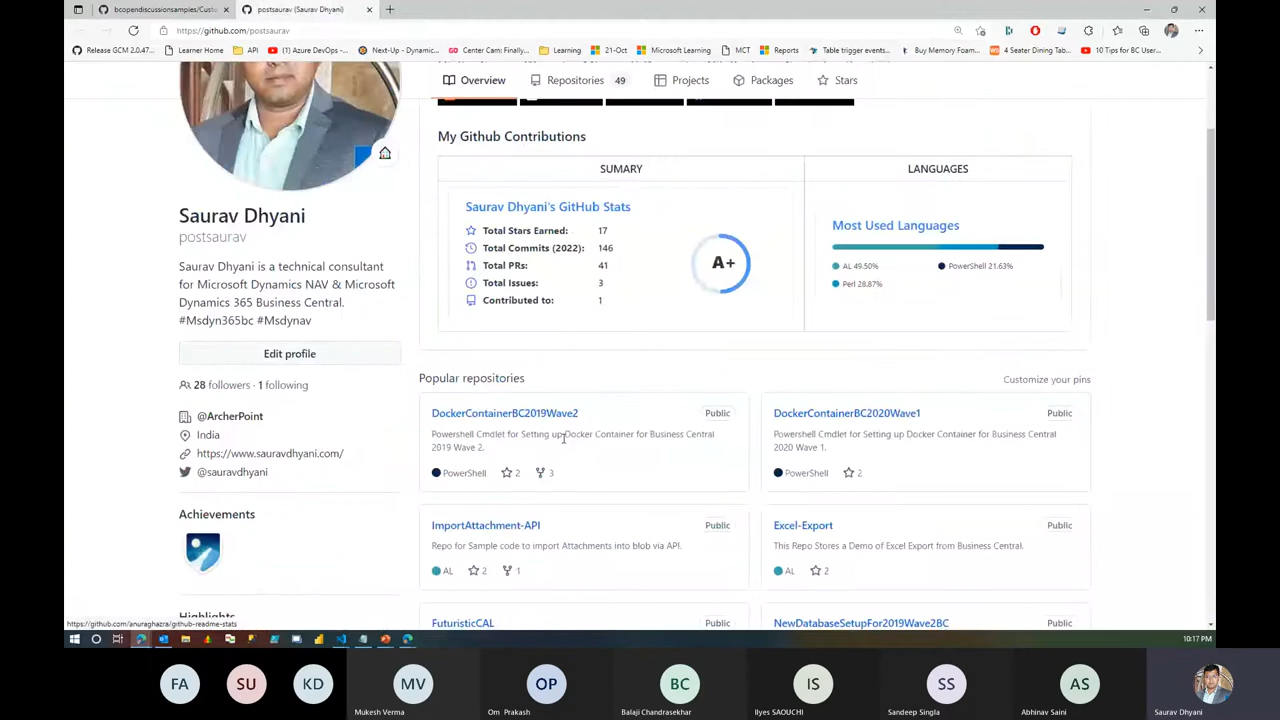 bcopendiscussionsamples/Custo
postsaurav (Saurav Dhyani)
https://github.com/postsaurav
Release GCM 2.0.47...
Learner Home
API
(1) Azure DevOps -...
Next-Up - Dynamic...
Center Cam: Finally...
Learning
21-Oct
Microsoft Learning
MCT
Reports
Table trigger events...
Buy Memory Foam...
4 Seater Dining Tab...
10 Tips for BC User...
Overview
Repositories 49
Projects
Packages
Stars
My Github Contributions
SUMARY
LANGUAGES
Saurav Dhyani's GitHub Stats
Total Stars Earned: 17
Total Commits (2022): 146
Total PRs: 41
Total Issues: 3
Contributed to: 1
A+
Most Used Languages
AL 49.50%
PowerShell 21.63%
Perl 28.87%
Saurav Dhyani
postsaurav
Saurav Dhyani is a technical consultant
for Microsoft Dynamics NAV & Microsoft
Dynamics 365 Business Central.
#Msdyn365bc #Msdynav
Edit profile
28 followers · 1 following
@ArcherPoint
India
https://www.sauravdhyani.com/
@sauravdhyani
Achievements
Highlights
Popular repositories
Customize your pins
DockerContainerBC2019Wave2
Public
Powershell Cmdlet for Setting up Docker Container for Business Central
2019 Wave 2.
PowerShell 2 3
DockerContainerBC2020Wave1
Public
Powershell Cmdlet for Setting up Docker Container for Business Central
2020 Wave 1.
PowerShell 2
ImportAttachment-API
Public
Repo for Sample code to import Attachments into blob via API.
AL 2 1
Excel-Export
Public
This Repo Stores a Demo of Excel Export from Business Central.
AL 2
FuturisticCAL
Public
NewDatabaseSetupFor2019Wave2BC
Public
https://github.com/anuraghazra/github-readme-stats
10:17 PM
FA
SU
KD
MV
Mukesh Verma
OP
Om Prakash
BC
Balaji Chandrasekhar
IS
Ilyes SAOUCHI
SS
Sandeep Singla
AS
Abhinav Saini
Saurav Dhyani